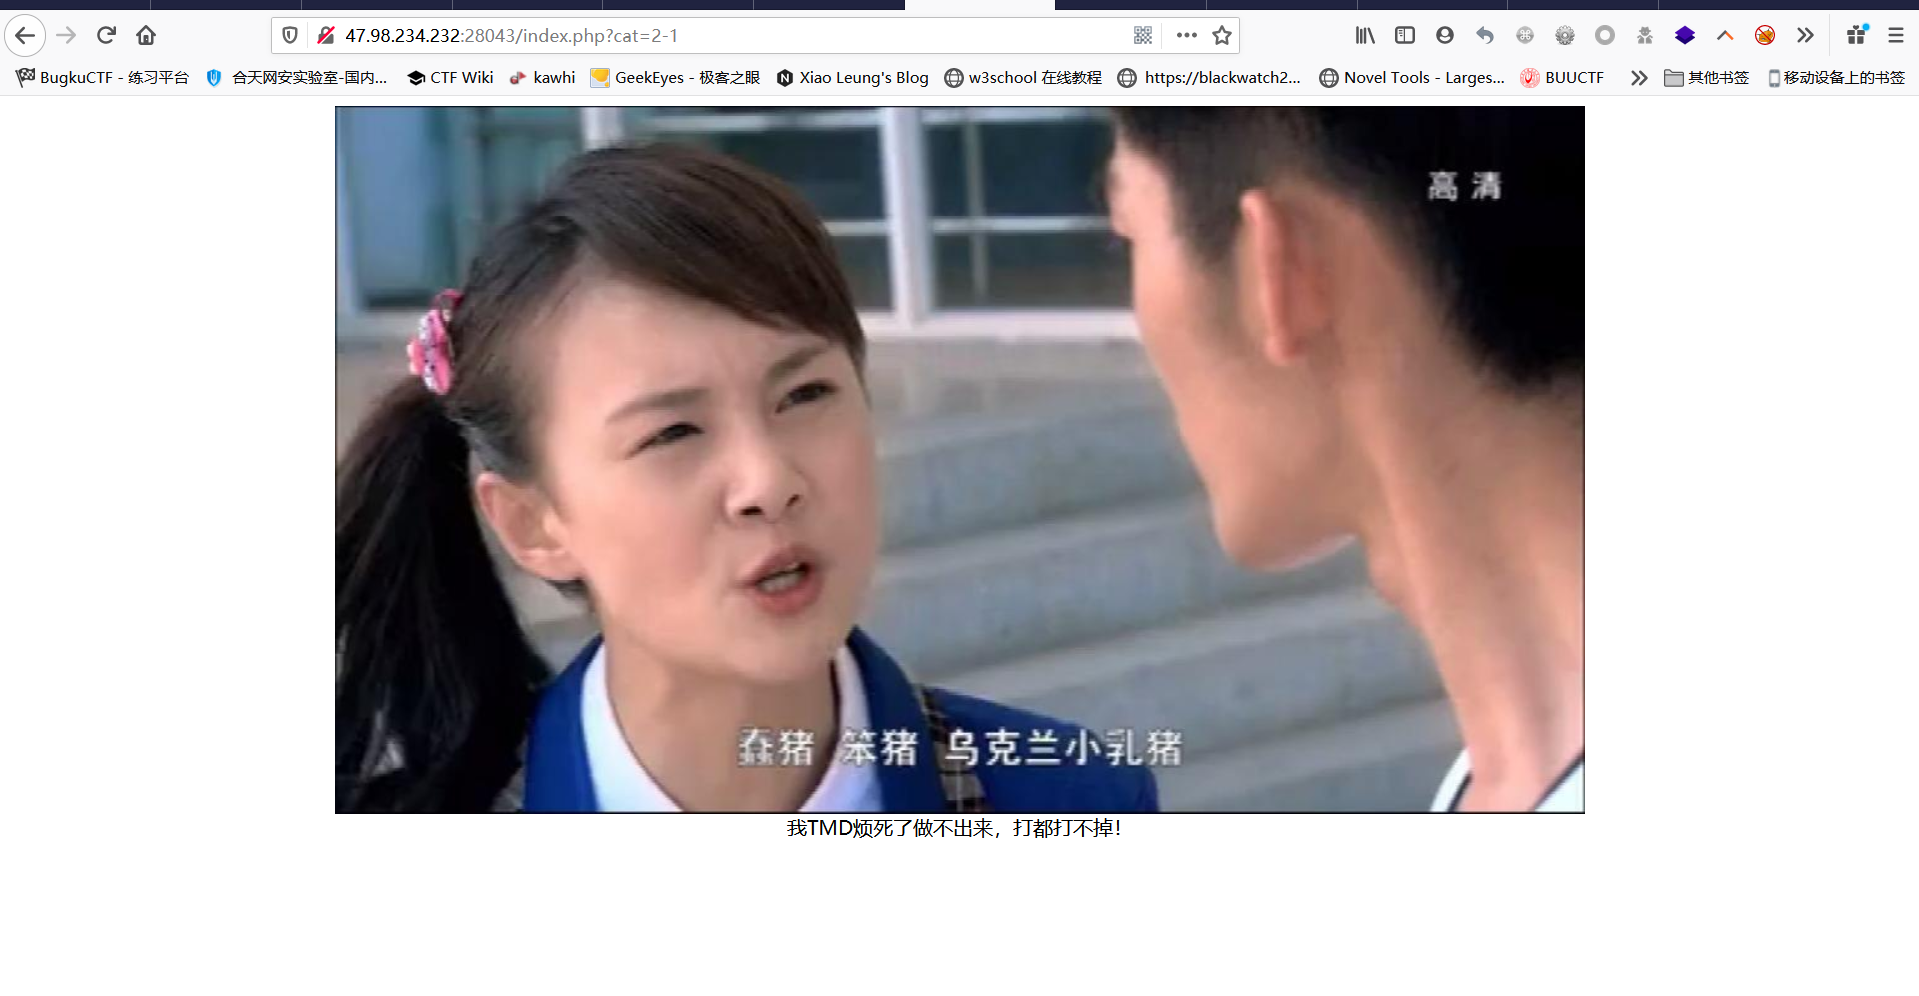 47.98.234.232:28043/index.php?cat=2-1
BugkuCTF - 练习平台 合天网安实验室-国内... CTF Wiki kawhi GeekEyes - 极客之眼 Xiao Leung's Blog w3school 在线教程 https://blackwatch2... Novel Tools - Larges... BUUCTF 其他书签 移动设备上的书签
高清
蠢猪 笨猪 乌克兰小乳猪
我TMD烦死了做不出来，打都打不掉！